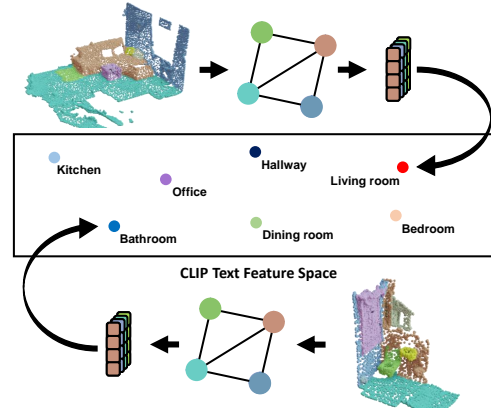 Kitchen
Office
Hallway
Living room
Bathroom
Dining room
Bedroom
CLIP Text Feature Space